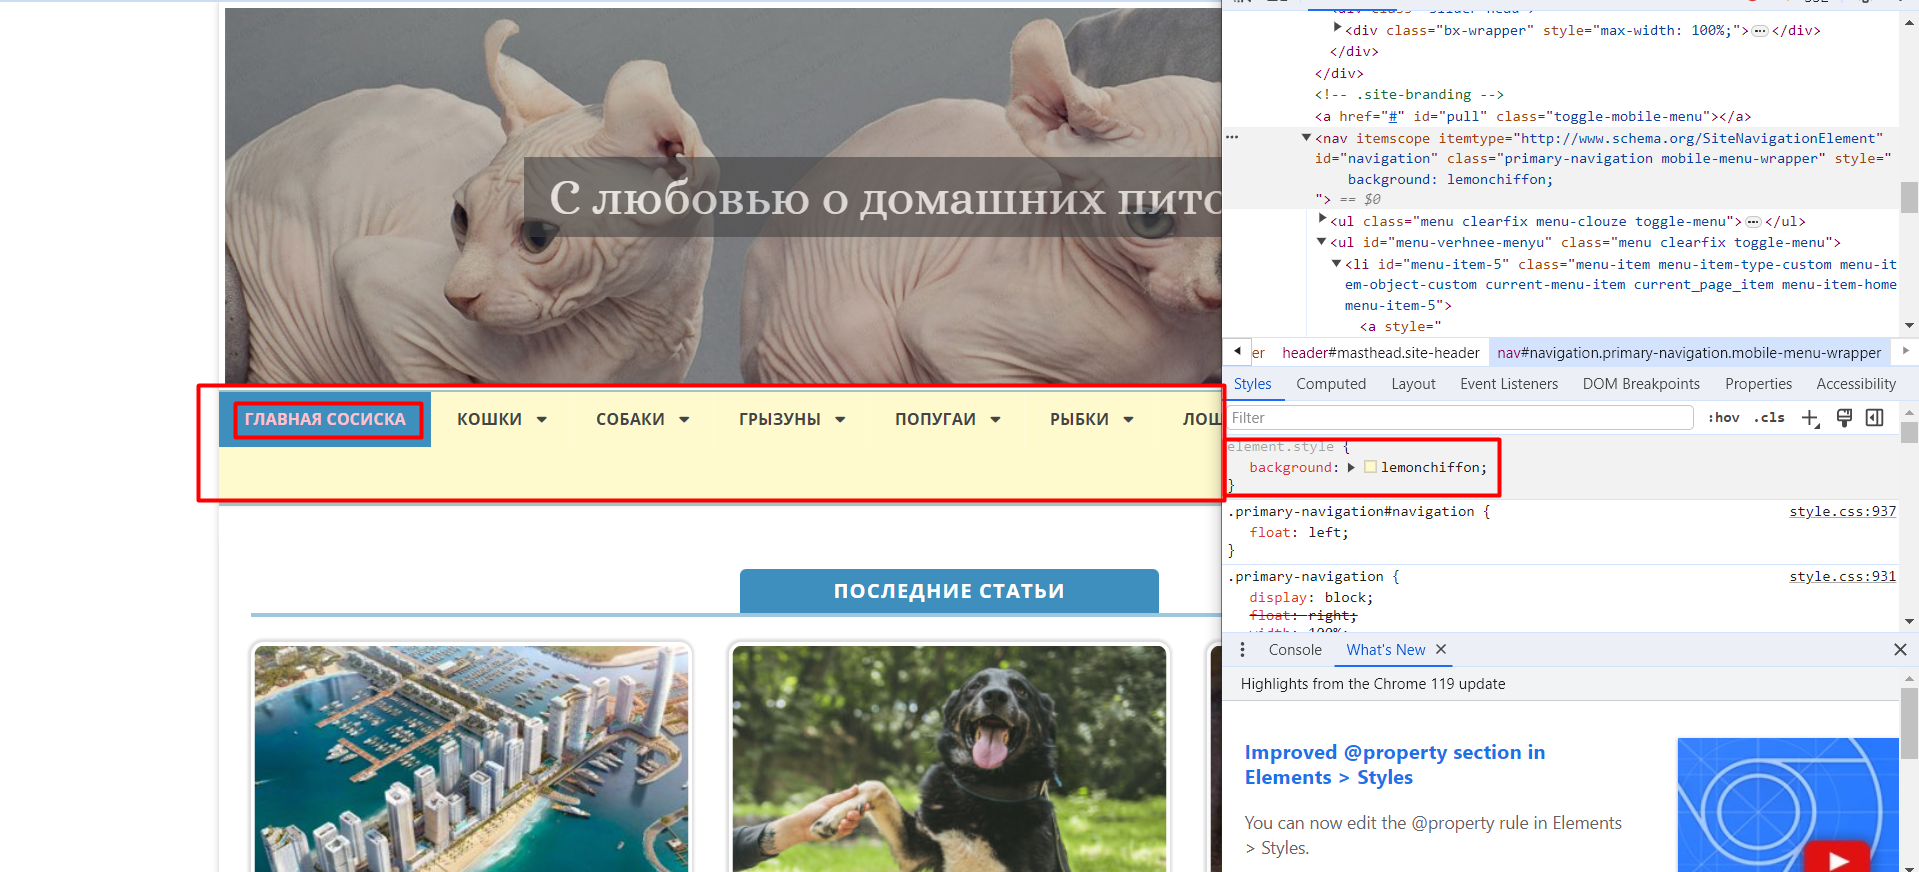 С любовью о домашних пито
ГЛАВНАЯ СОСИСКА
КОШКИ
СОБАКИ
ГРЫЗУНЫ
ПОПУГАИ
РЫБКИ
ЛОШ
ПОСЛЕДНИЕ СТАТЬИ
<div class="bx-wrapper" style="max-width: 100%;">…</div>
</div>
</div>
<!-- .site-branding -->
<a href="#" id="pull" class="toggle-mobile-menu"></a>
<nav itemscope itemtype="http://www.schema.org/SiteNavigationElement"
id="navigation" class="primary-navigation mobile-menu-wrapper" style="
background: lemonchiffon;
"> == $0
<ul class="menu clearfix menu-clouze toggle-menu">…</ul>
<ul id="menu-verhnee-menyu" class="menu clearfix toggle-menu">
<li id="menu-item-5" class="menu-item menu-item-type-custom menu-it
em-object-custom current-menu-item current_page_item menu-item-home
menu-item-5">
<a style="
er header#masthead.site-header nav#navigation.primary-navigation.mobile-menu-wrapper
Styles Computed Layout Event Listeners DOM Breakpoints Properties Accessibility
Filter :hov .cls
element.style {
background: lemonchiffon;
}
.primary-navigation#navigation { style.css:937
float: left;
}
.primary-navigation { style.css:931
display: block;
float: right;
width: 100%;
Console What's New
Highlights from the Chrome 119 update
Improved @property section in
Elements > Styles
You can now edit the @property rule in Elements
> Styles.